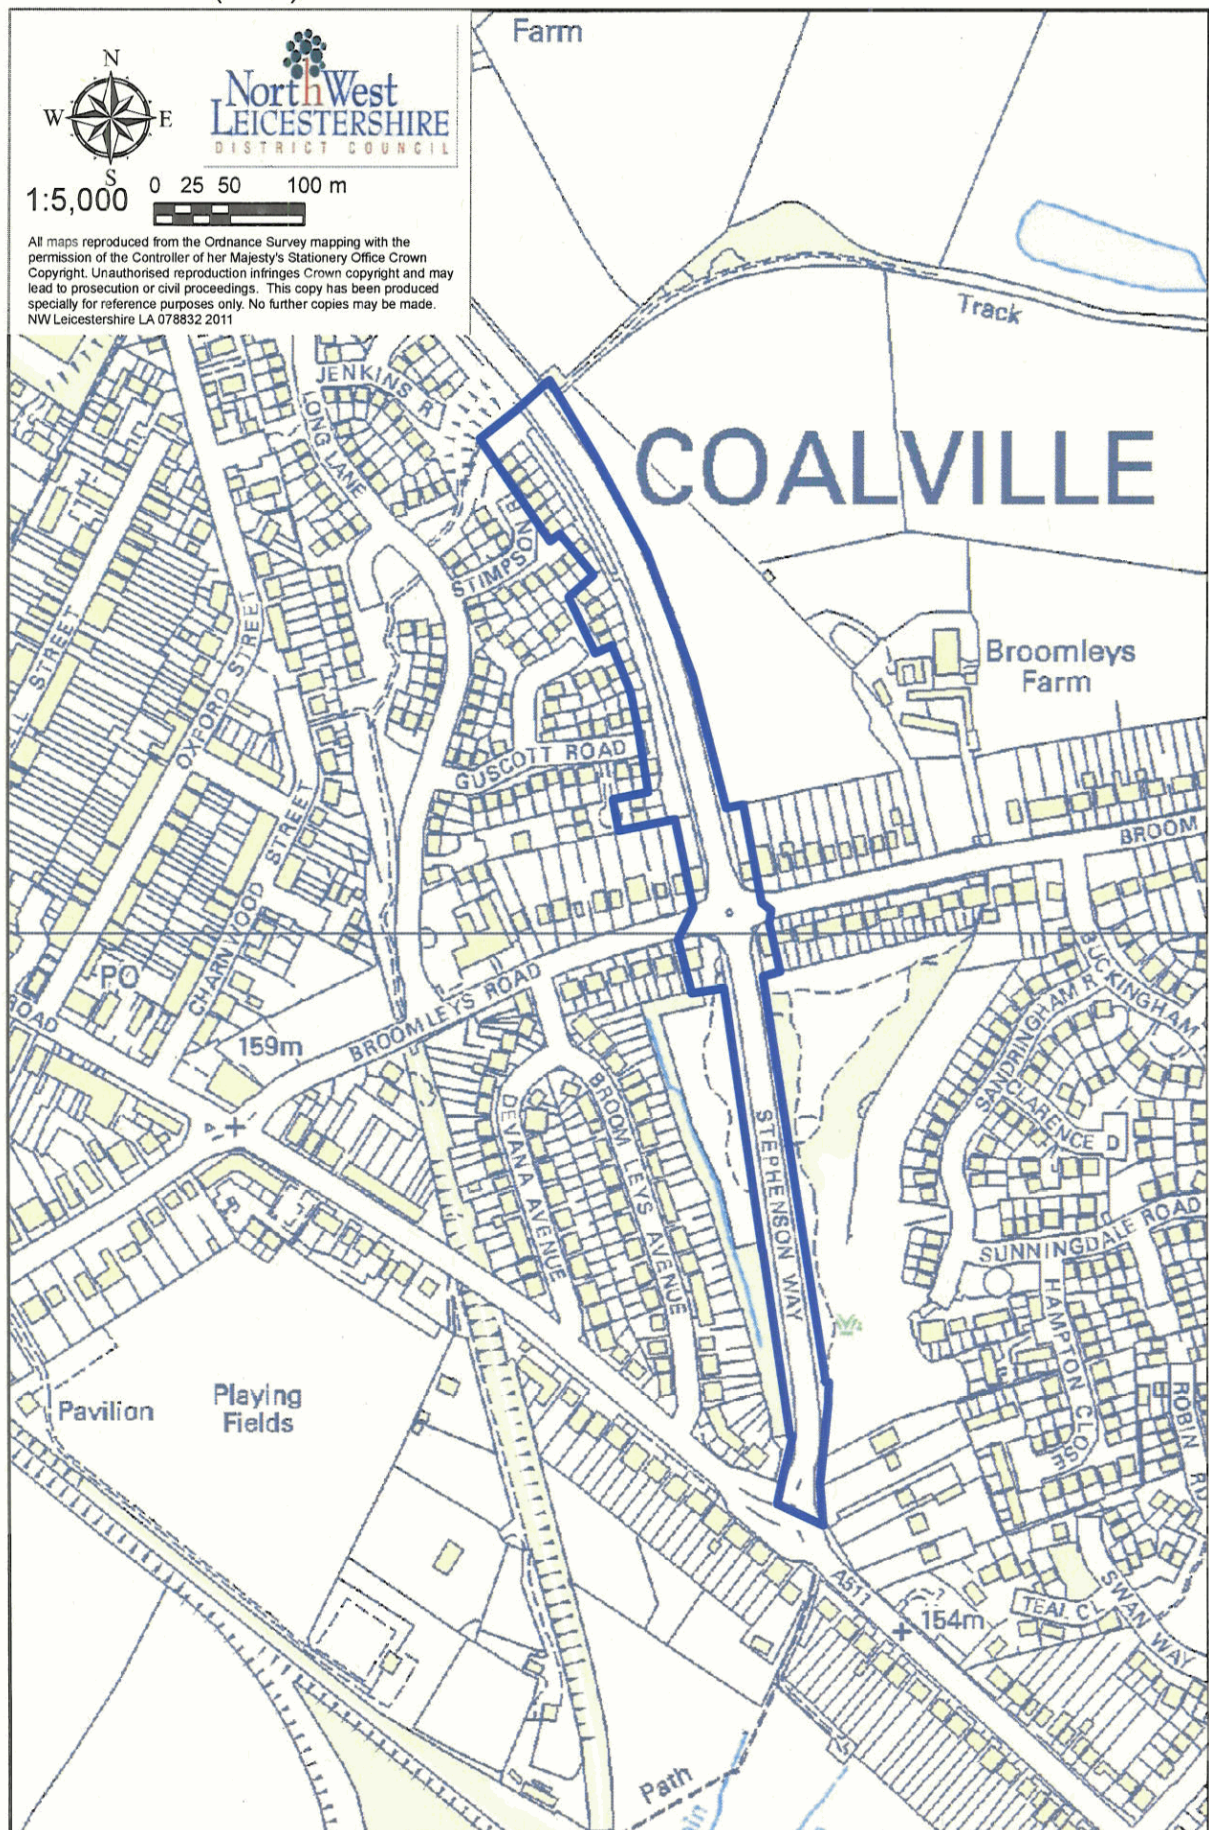 Farm
N
W E
S
NorthWest
LEICESTERSHIRE
DISTRICT COUNCIL
1:5,000
0 25 50 100 m
All maps reproduced from the Ordnance Survey mapping with the
permission of the Controller of her Majesty's Stationery Office Crown
Copyright. Unauthorised reproduction infringes Crown copyright and may
lead to prosecution or civil proceedings. This copy has been produced
specially for reference purposes only. No further copies may be made.
NW Leicestershire LA 078832 2011
Track
JENKINS R
LONG LANE
COALVILLE
STIMPSON
STREET
OXFORD STREET
Broomleys
Farm
GUSCOTT ROAD
STREET
CHARNWOOD
BROOM
PO
ROAD
159m
BROOMLEYS ROAD
BUCKINGHAM
SANDRINGHAM R
CLARENCE D
DEVANA AVENUE
BROOM LEYS AVENUE
STEPHENSON WAY
SUNNINGDALE ROAD
HAMPTON CLOSE
ROBIN
Pavilion
Playing
Fields
A511
154m
TEAL CL
SWAN WAY
Path